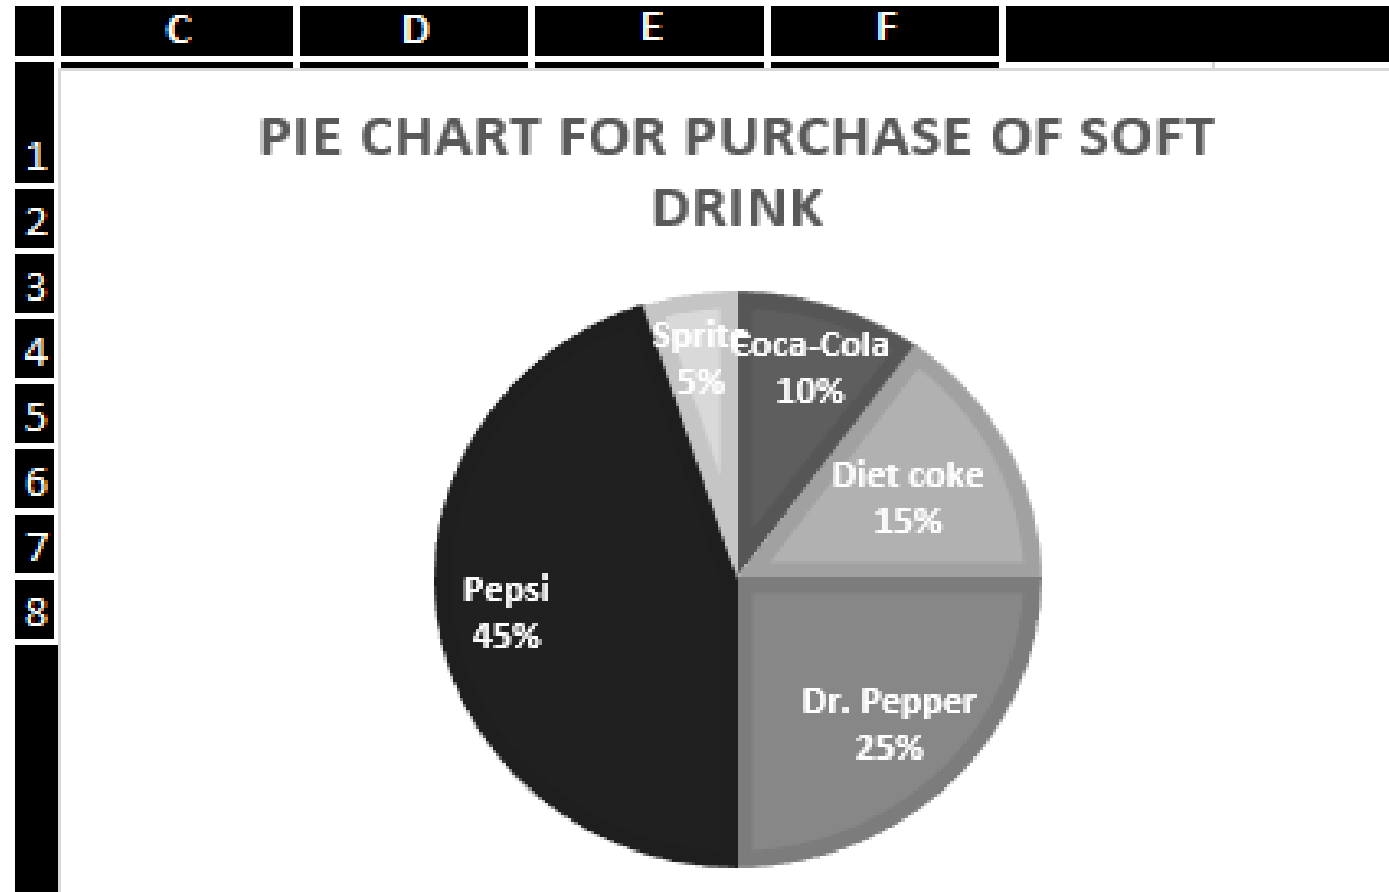 C D E F
1
2
3
4
5
6
7
8
PIE CHART FOR PURCHASE OF SOFT
DRINK
Sprite
5%
Coca-Cola
10%
Diet coke
15%
Dr. Pepper
25%
Pepsi
45%